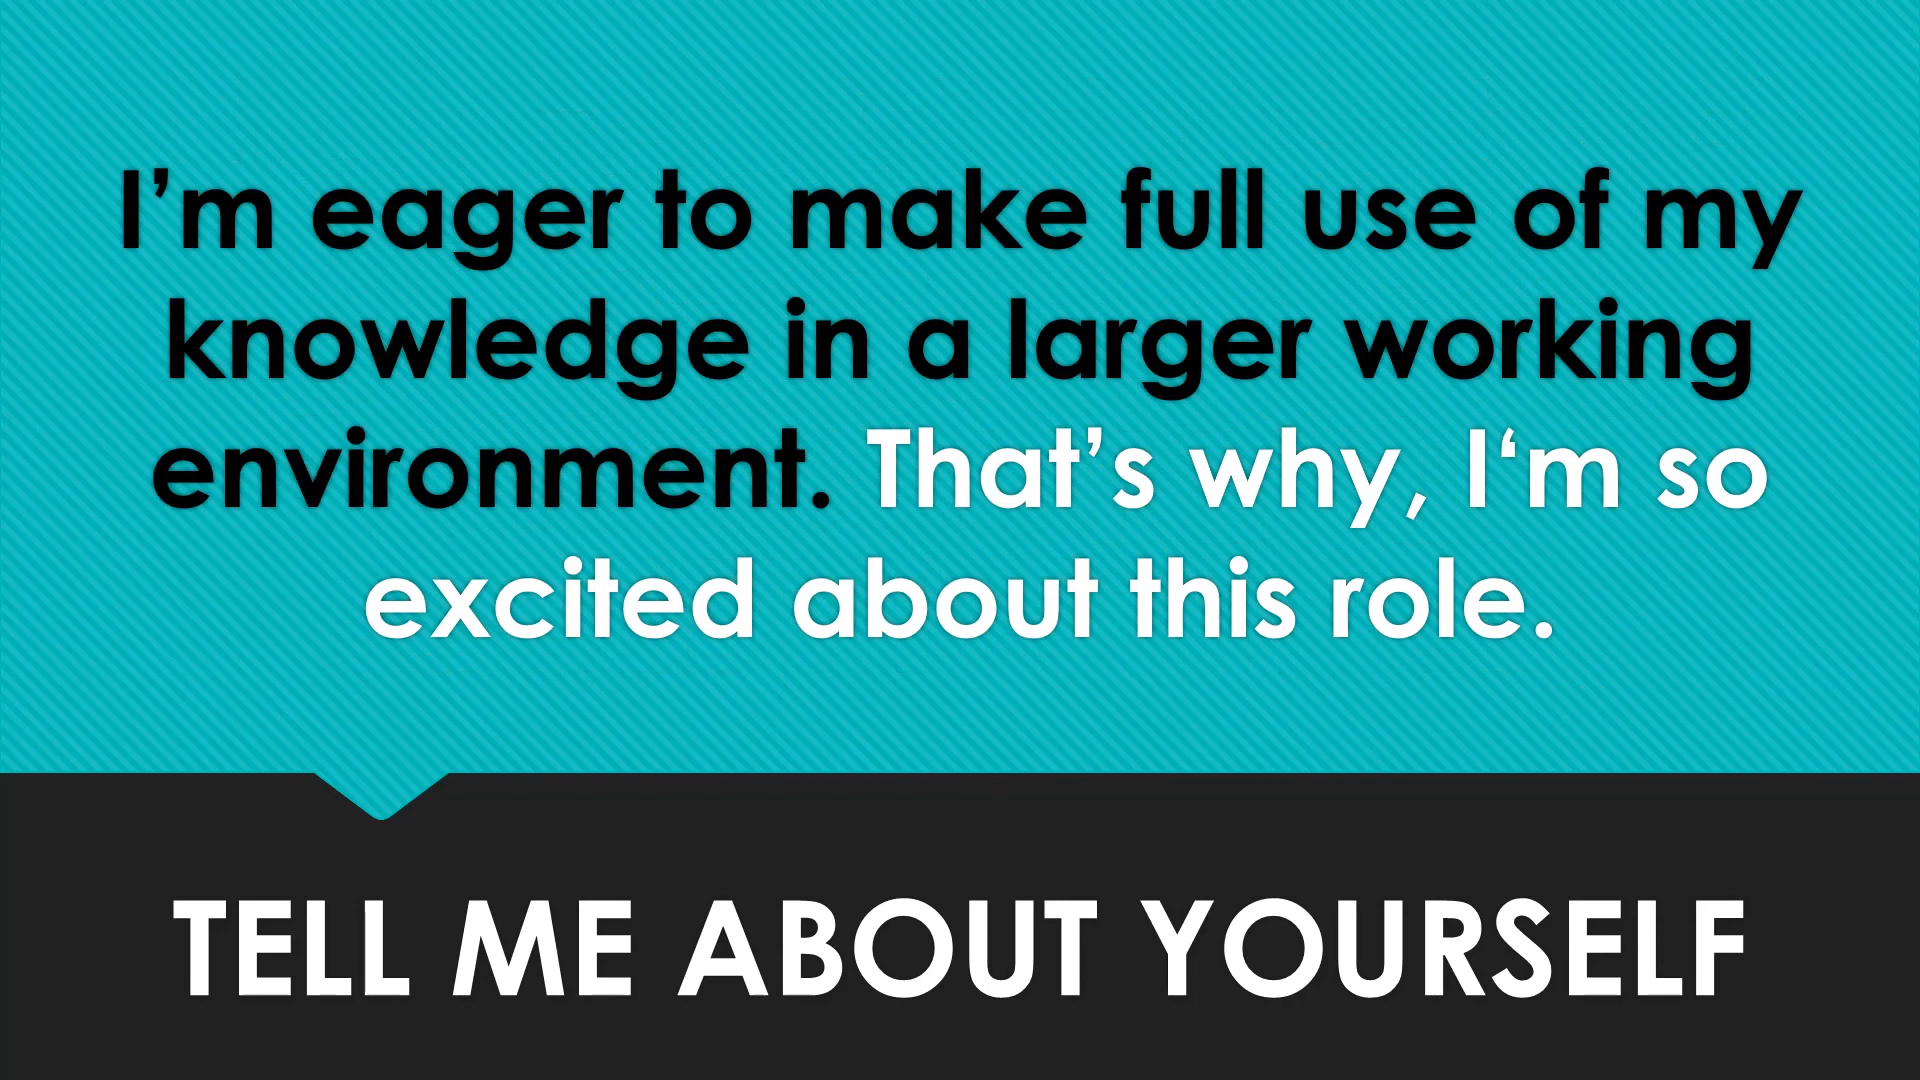 I’m eager to make full use of my
knowledge in a larger working
environment. That’s why, I‘m so
excited about this role.
TELL ME ABOUT YOURSELF